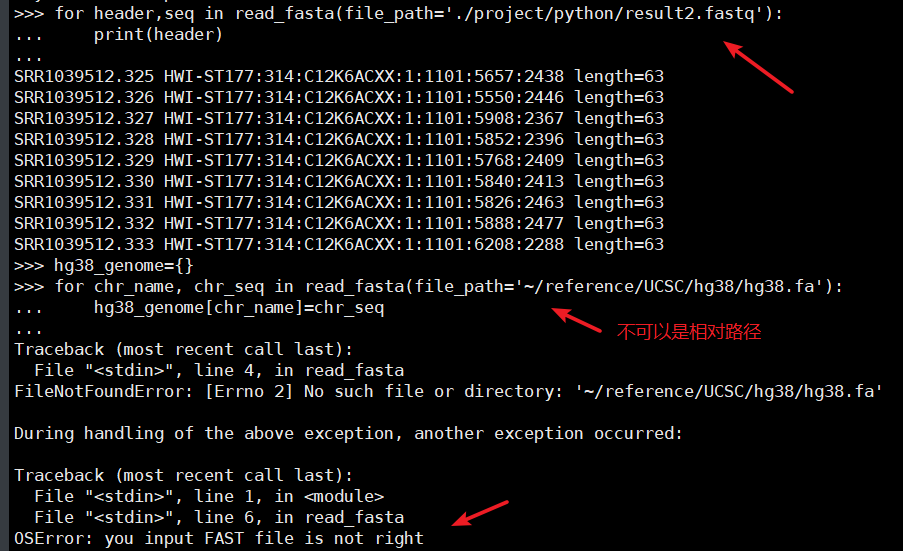 >>> for header,seq in read_fasta(file_path='./project/python/result2.fastq'):
...     print(header)
...
SRR1039512.325 HWI-ST177:314:C12K6ACXX:1:1101:5657:2438 length=63
SRR1039512.326 HWI-ST177:314:C12K6ACXX:1:1101:5550:2446 length=63
SRR1039512.327 HWI-ST177:314:C12K6ACXX:1:1101:5908:2367 length=63
SRR1039512.328 HWI-ST177:314:C12K6ACXX:1:1101:5852:2396 length=63
SRR1039512.329 HWI-ST177:314:C12K6ACXX:1:1101:5768:2409 length=63
SRR1039512.330 HWI-ST177:314:C12K6ACXX:1:1101:5840:2413 length=63
SRR1039512.331 HWI-ST177:314:C12K6ACXX:1:1101:5826:2463 length=63
SRR1039512.332 HWI-ST177:314:C12K6ACXX:1:1101:5888:2477 length=63
SRR1039512.333 HWI-ST177:314:C12K6ACXX:1:1101:6208:2288 length=63
>>> hg38_genome={}
>>> for chr_name, chr_seq in read_fasta(file_path='~/reference/UCSC/hg38/hg38.fa'):
...     hg38_genome[chr_name]=chr_seq
...
不可以是相对路径
Traceback (most recent call last):
  File "<stdin>", line 4, in read_fasta
FileNotFoundError: [Errno 2] No such file or directory: '~/reference/UCSC/hg38/hg38.fa'
During handling of the above exception, another exception occurred:
Traceback (most recent call last):
  File "<stdin>", line 1, in <module>
  File "<stdin>", line 6, in read_fasta
OSError: you input FAST file is not right